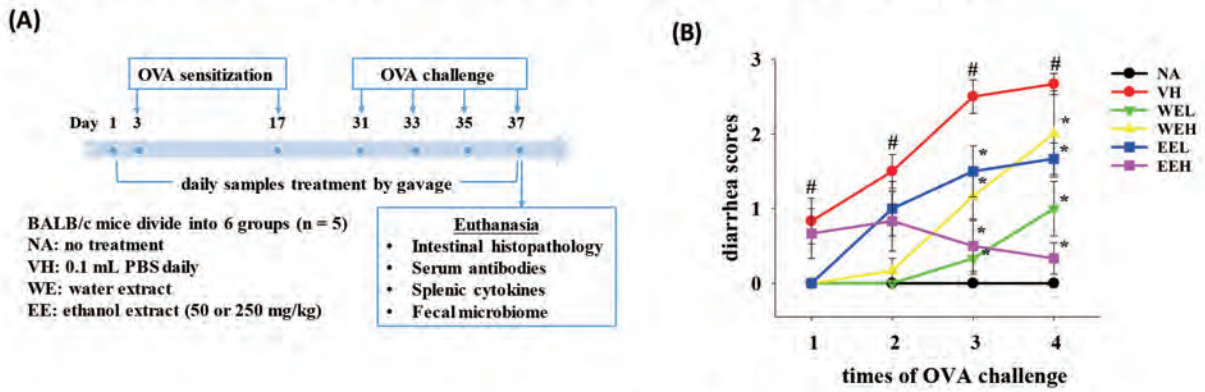 (A)
OVA sensitization
OVA challenge
Day 1 3 17 31 33 35 37
daily samples treatment by gavage
BALB/c mice divide into 6 groups (n = 5)
NA: no treatment
VH: 0.1 mL PBS daily
WE: water extract
EE: ethanol extract (50 or 250 mg/kg)
Euthanasia
• Intestinal histopathology
• Serum antibodies
• Splenic cytokines
• Fecal microbiome
(B)
diarrhea scores
3
2
1
0
# # # #
* * * * * * *
1 2 3 4
times of OVA challenge
NA
VH
WEL
WEH
EEL
EEH